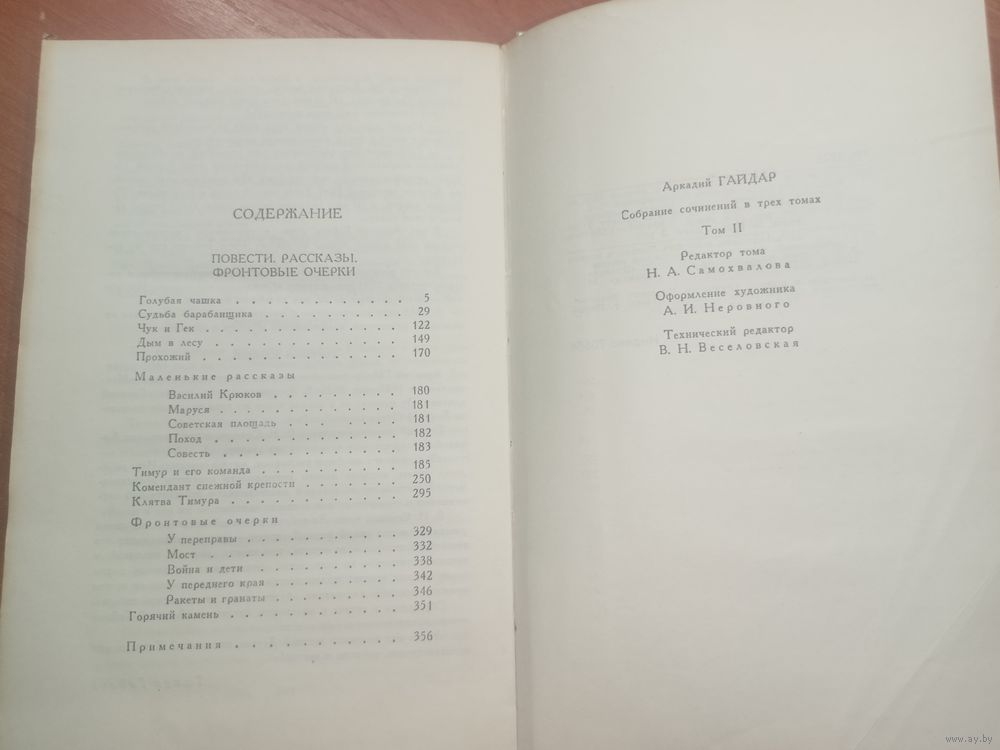 СОДЕРЖАНИЕ
ПОВЕСТИ. РАССКАЗЫ.
ФРОНТОВЫЕ ОЧЕРКИ
Голубая чашка . . . . . . . . . . . . 5
Судьба барабанщика . . . . . . . . . . 29
Чук и Гек . . . . . . . . . . . . . . 122
Дым в лесу . . . . . . . . . . . . . 149
Прохожий . . . . . . . . . . . . . . 170
Маленькие рассказы
Василий Крюков . . . . . . . . . 180
Маруся . . . . . . . . . . . . . 181
Советская площадь . . . . . . . . 181
Поход . . . . . . . . . . . . . 182
Совесть . . . . . . . . . . . . . 183
Тимур и его команда . . . . . . . . . . 185
Комендант снежной крепости . . . . . . . 250
Клятва Тимура . . . . . . . . . . . . 295
Фронтовые очерки
У переправы . . . . . . . . . . . 329
Мост . . . . . . . . . . . . . . 332
Война и дети . . . . . . . . . . 338
У переднего края . . . . . . . . . 342
Ракеты и гранаты . . . . . . . . . 346
Горячий камень . . . . . . . . . . . . 351
Примечания . . . . . . . . . . . . . 356
Аркадий ГАЙДАР
Собрание сочинений в трех томах
Том II
Редактор тома
Н. А. Самохвалова
Оформление художника
А. И. Неровного
Технический редактор
В. Н. Веселовская
www.ay.by